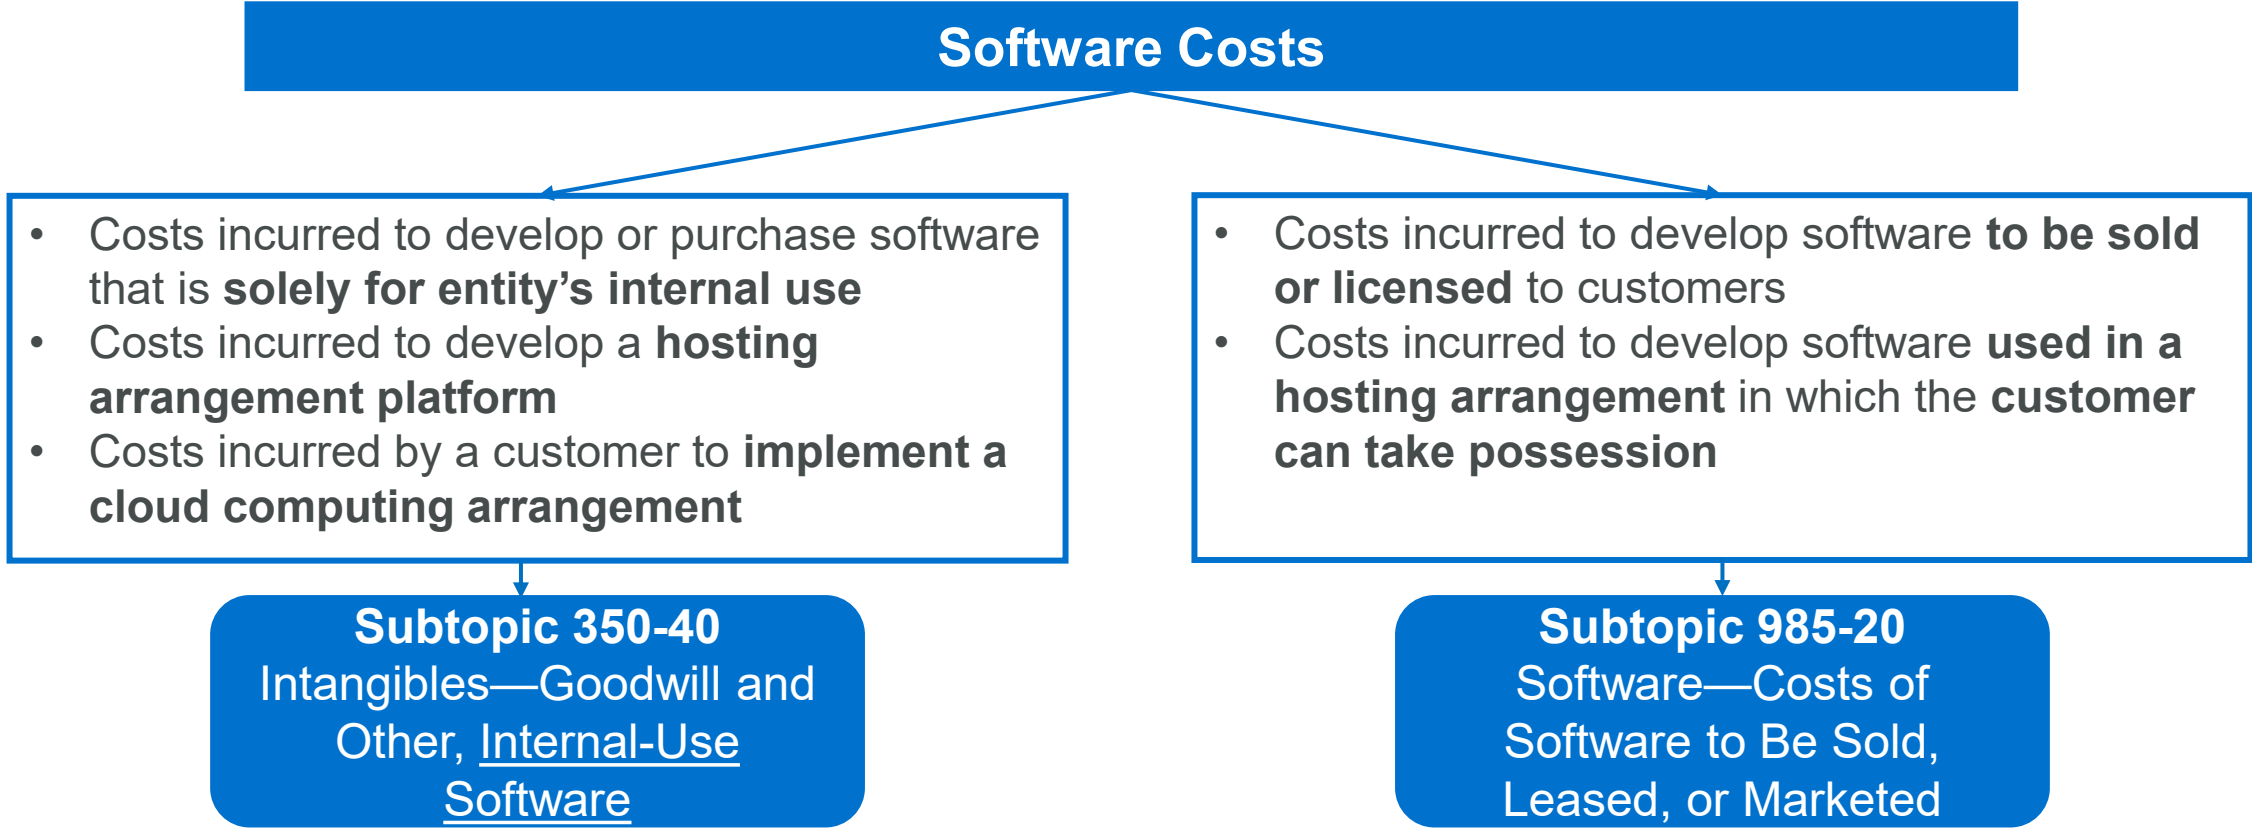 Software Costs
• Costs incurred to develop or purchase software
that is solely for entity’s internal use
• Costs incurred to develop a hosting
arrangement platform
• Costs incurred by a customer to implement a
cloud computing arrangement
• Costs incurred to develop software to be sold
or licensed to customers
• Costs incurred to develop software used in a
hosting arrangement in which the customer
can take possession
Subtopic 350-40
Intangibles—Goodwill and
Other, Internal-Use
Software
Subtopic 985-20
Software—Costs of
Software to Be Sold,
Leased, or Marketed